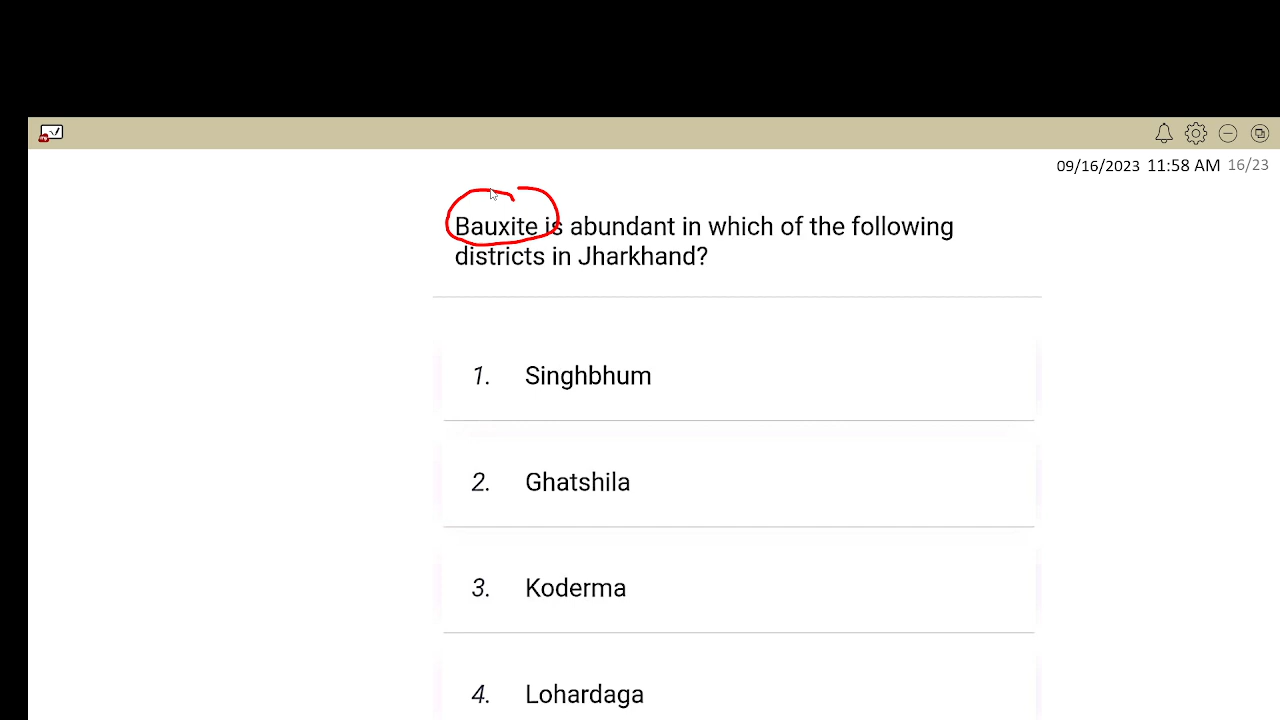 09/16/2023 11:58 AM 16/23
Bauxite is abundant in which of the following
districts in Jharkhand?
1. Singhbhum
2. Ghatshila
3. Koderma
4. Lohardaga